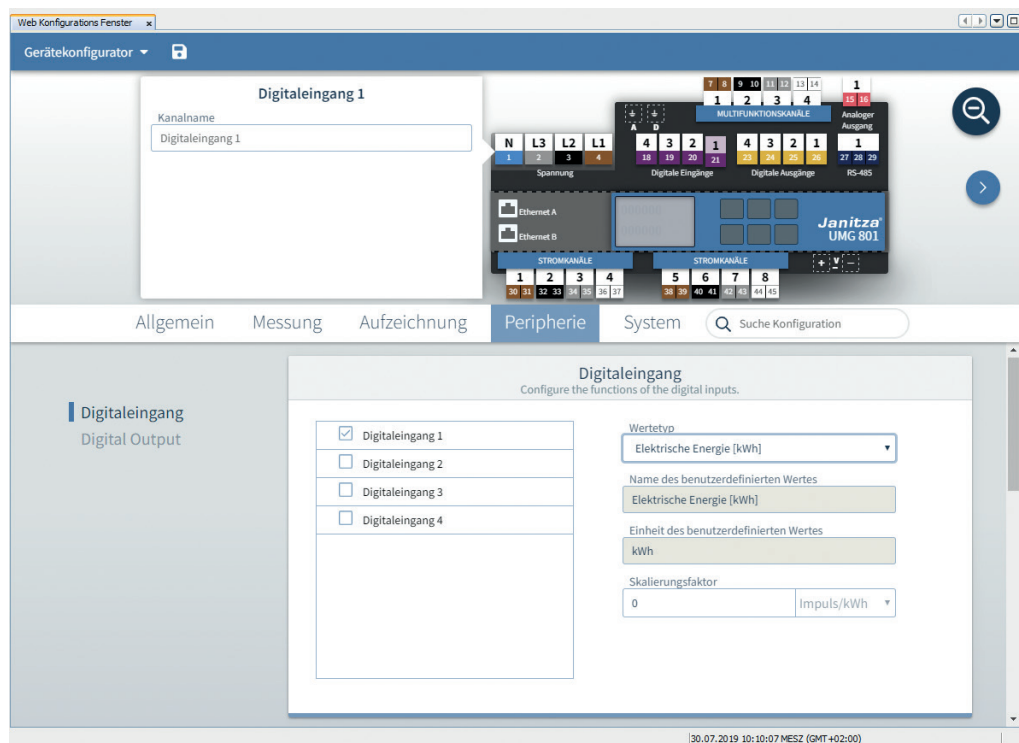 Web Konfigurations Fenster x
Gerätekonfigurator
Digitaleingang 1
Kanalname
Digitaleingang 1
7 8 9 10 11 12 13 14
1 2 3 4
MULTIFUNKTIONSKANÄLE
1
15 16
Analoger
Ausgang
A D
N L3 L2 L1
1 2 3 4
Spannung
4 3 2 1
18 19 20 21
Digitale Eingänge
4 3 2 1
23 24 25 26
Digitale Ausgänge
1
27 28 29
RS-485
Ethernet A
Ethernet B
Janitza®
UMG 801
STROMKANÄLE
1 2 3 4
30 31 32 33 34 35 36 37
STROMKANÄLE
5 6 7 8
38 39 40 41 42 43 44 45
+ V −
Allgemein Messung Aufzeichnung Peripherie System Suche Konfiguration
Digitaleingang
Digital Output
Digitaleingang
Configure the functions of the digital inputs.
Digitaleingang 1
Digitaleingang 2
Digitaleingang 3
Digitaleingang 4
Wertetyp
Elektrische Energie [kWh]
Name des benutzerdefinierten Wertes
Elektrische Energie [kWh]
Einheit des benutzerdefinierten Wertes
kWh
Skalierungsfaktor
0 Impuls/kWh
30.07.2019 10:10:07 MESZ (GMT+02:00)